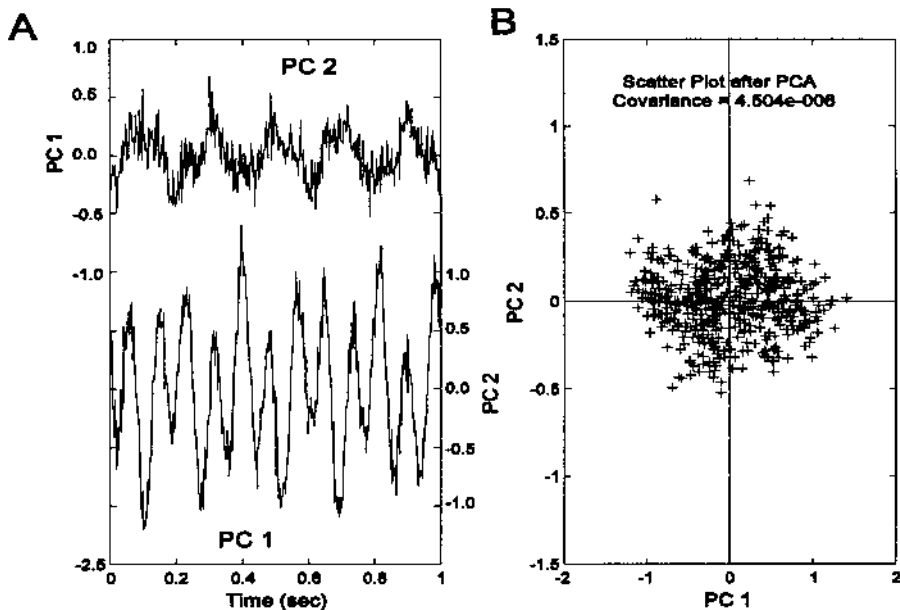 A
PC 2
PC 1
1.0
0.5
0.0
-0.5
-1.0
-2.5
1.0
0.5
0.0
-0.5
-1.0
PC 2
PC 1
0
0.2
0.4
0.6
0.8
1
Time (sec)
B
Scatter Plot after PCA
Covariance = 4.504e-006
PC 2
1.5
1
0.5
0
-0.5
-1
-1.5
-2
-1
0
1
2
PC 1